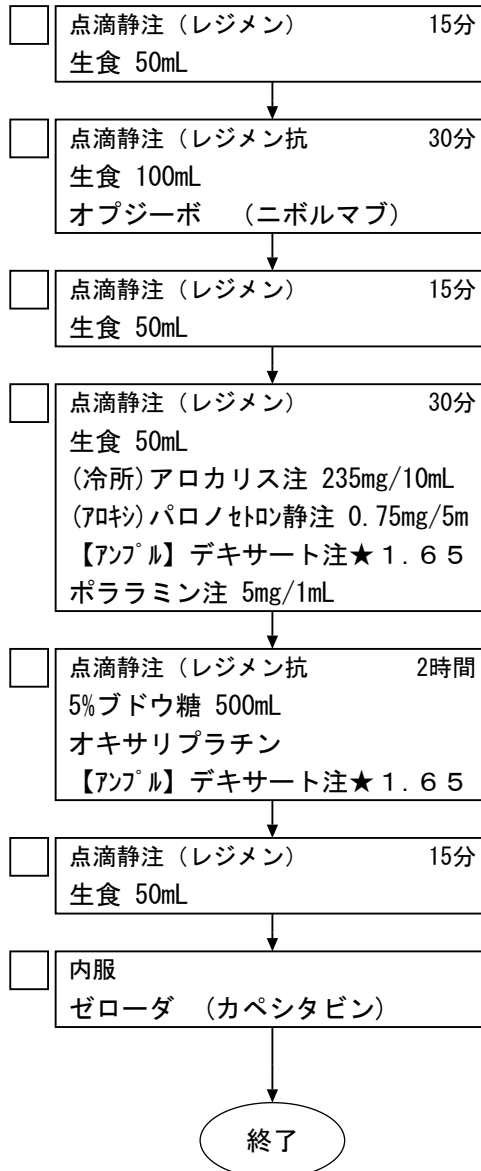 点滴静注（レジメン） 15分
生食 50mL
点滴静注（レジメン抗 30分
生食 100mL
オプジーボ （ニボルマブ）
点滴静注（レジメン） 15分
生食 50mL
点滴静注（レジメン） 30分
生食 50mL
(冷所)アロカリス注 235mg/10mL
(ｱﾛｷｼ)パロノｾﾄﾛﾝ静注 0.75mg/5m
【ｱﾝﾌﾟﾙ】デキサート注★１.６５
ポララミン注 5mg/1mL
点滴静注（レジメン抗 2時間
5%ブドウ糖 500mL
オキサリプラチン
【ｱﾝﾌﾟﾙ】デキサート注★１.６５
点滴静注（レジメン） 15分
生食 50mL
内服
ゼローダ （カペシタビン）
終了